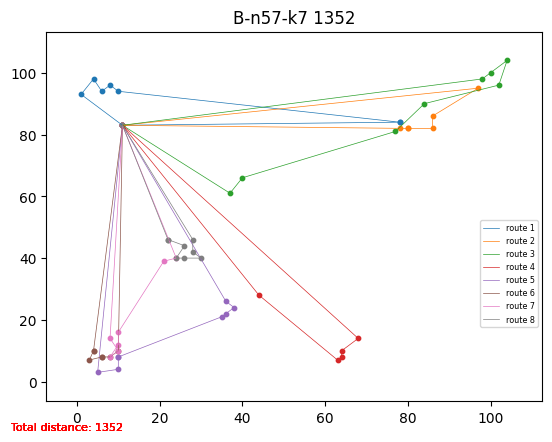 B-n57-k7 1352
100
80
60
40
20
0
route 1
route 2
route 3
route 4
route 5
route 6
route 7
route 8
0
20
40
60
80
100
Total distance: 1352